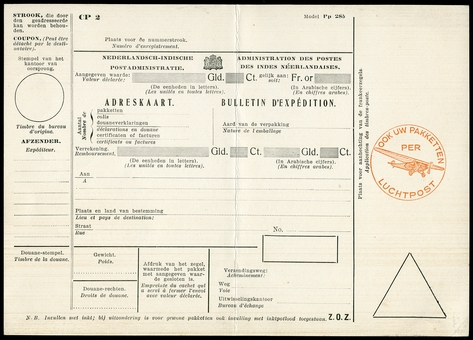 STROOK, die door
den geadresseerde
kan worden behou-
den.
COUPON. (Peut être
détaché par le desti-
nataire).
Stempel van het
kantoor van
oorsprong.
Timbre du bureau
d'origine.
AFZENDER.
Expéditeur.
Douane-stempel.
Timbre de la douane.
CP 2
Model Pp 285
Plaats voor de nummerstrook.
Numéro d'enregistrement.
NEDERLANDSCH-INDISCHE
POSTADMINISTRATIE.
ADMINISTRATION DES POSTES
DES INDES NÉERLANDAISES.
Aangegeven waarde:
Valeur déclarée:
Gld. Ct. gelijk aan: Fr. or
soit:
(De eenheden in letters).
(Les unités en toutes lettres).
(In Arabische cijfers).
(En chiffres arabes).
ADRESKAART.
BULLETIN D'EXPÉDITION.
Aantal
Nombre de
pakketten
colis
douaneverklaringen
déclarations en douane
certificaten of facturen
certificats ou factures
Aard van de verpakking
Nature de l'emballage
Verrekening.
Remboursement.
Gld. Ct. Gld. Ct.
(De eenheden in letters).
(Les unités en toutes lettres).
(In Arabische cijfers).
(En chiffres arabes).
Aan
A
Plaats en land van bestemming
Lieu et pays de destination:
Straat
Rue
No.
Gewicht.
Poids.
Douane-rechten.
Droits de douane.
Afdruk van het zegel,
waarmede het pakket
met aangegeven waar-
de gesloten is.
Empreinte du cachet qui
a servi à fermer l'envoi
avec valeur déclarée.
Verzendingsweg:
Acheminement:
Weg
Voie
Uitwisselingskantoor
Bureau d'échange
N. B. Invullen met inkt; bij uitzondering is voor gewone pakketten ook invulling met inktpotlood toegestaan.
Z. O. Z.
Plaats voor aanhechting van de frankeerzegels
Application des timbres-poste.
OOK UW PAKKETTEN
PER
LUCHTPOST